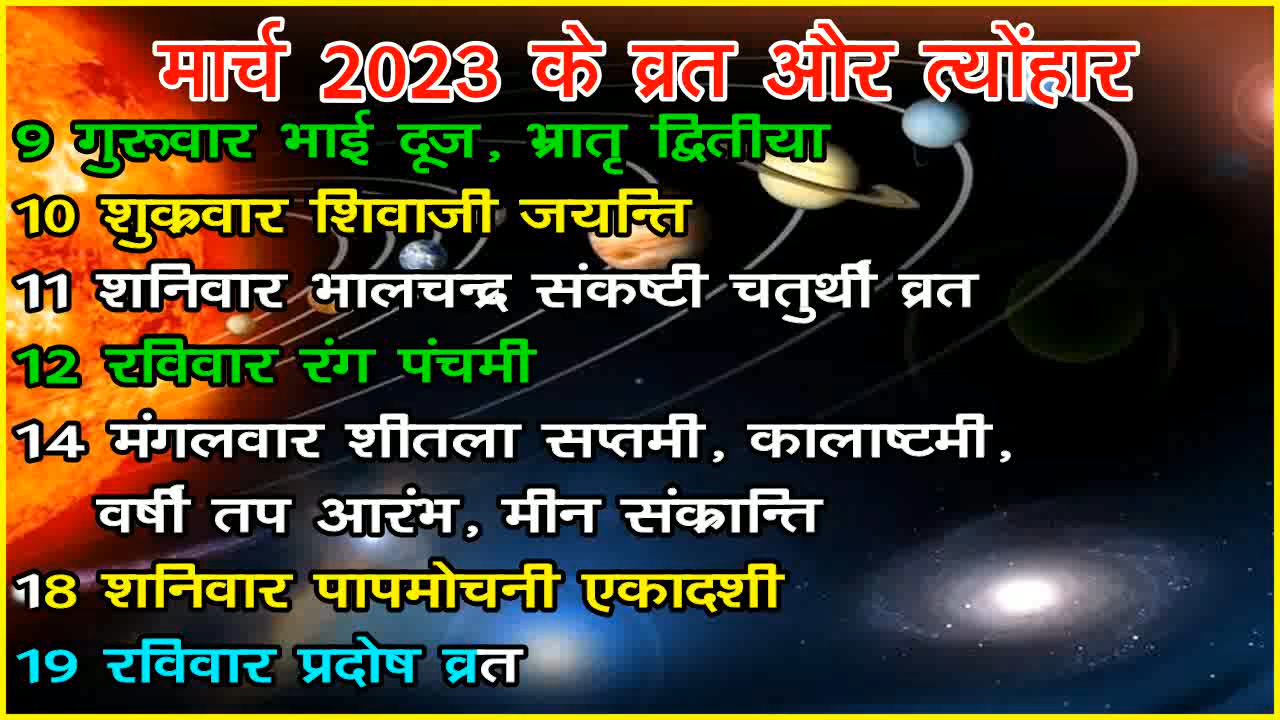 मार्च 2023 के व्रत और त्योंहार
9 गुरुवार भाई दूज, भ्रातृ द्वितीया
10 शुक्रवार शिवाजी जयन्ति
11 शनिवार भालचन्द्र संकष्टी चतुर्थी व्रत
12 रविवार रंग पंचमी
14 मंगलवार शीतला सप्तमी, कालाष्टमी,
वर्षी तप आरंभ, मीन संक्रान्ति
18 शनिवार पापमोचनी एकादशी
19 रविवार प्रदोष व्रत